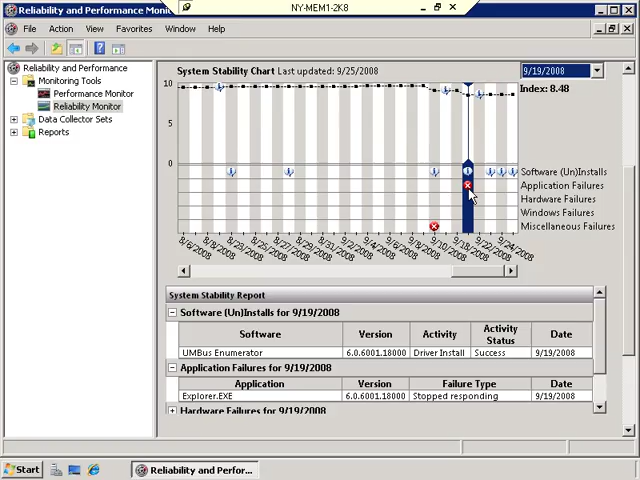 Reliability and Performance Moni
NY-MEM1-2K8
File Action View Favorites Window Help
Reliability and Performance
Monitoring Tools
Performance Monitor
Reliability Monitor
Data Collector Sets
Reports
System Stability Chart Last updated: 9/25/2008
9/19/2008
Index: 8.48
10
5
0
Software (Un)Installs
Application Failures
Hardware Failures
Windows Failures
Miscellaneous Failures
8/6/2008
8/8/2008
8/23/2008
8/25/2008
8/27/2008
8/29/2008
8/31/2008
9/2/2008
9/4/2008
9/6/2008
9/8/2008
9/10/2008
9/18/2008
9/22/2008
9/24/2008
System Stability Report
Software (Un)Installs for 9/19/2008
Software Version Activity Activity Status Date
UMBus Enumerator 6.0.6001.18000 Driver Install Success 9/19/2008
Application Failures for 9/19/2008
Application Version Failure Type Date
Explorer.EXE 6.0.6001.18000 Stopped responding 9/19/2008
Hardware Failures for 9/19/2008
Start
Reliability and Perfor...